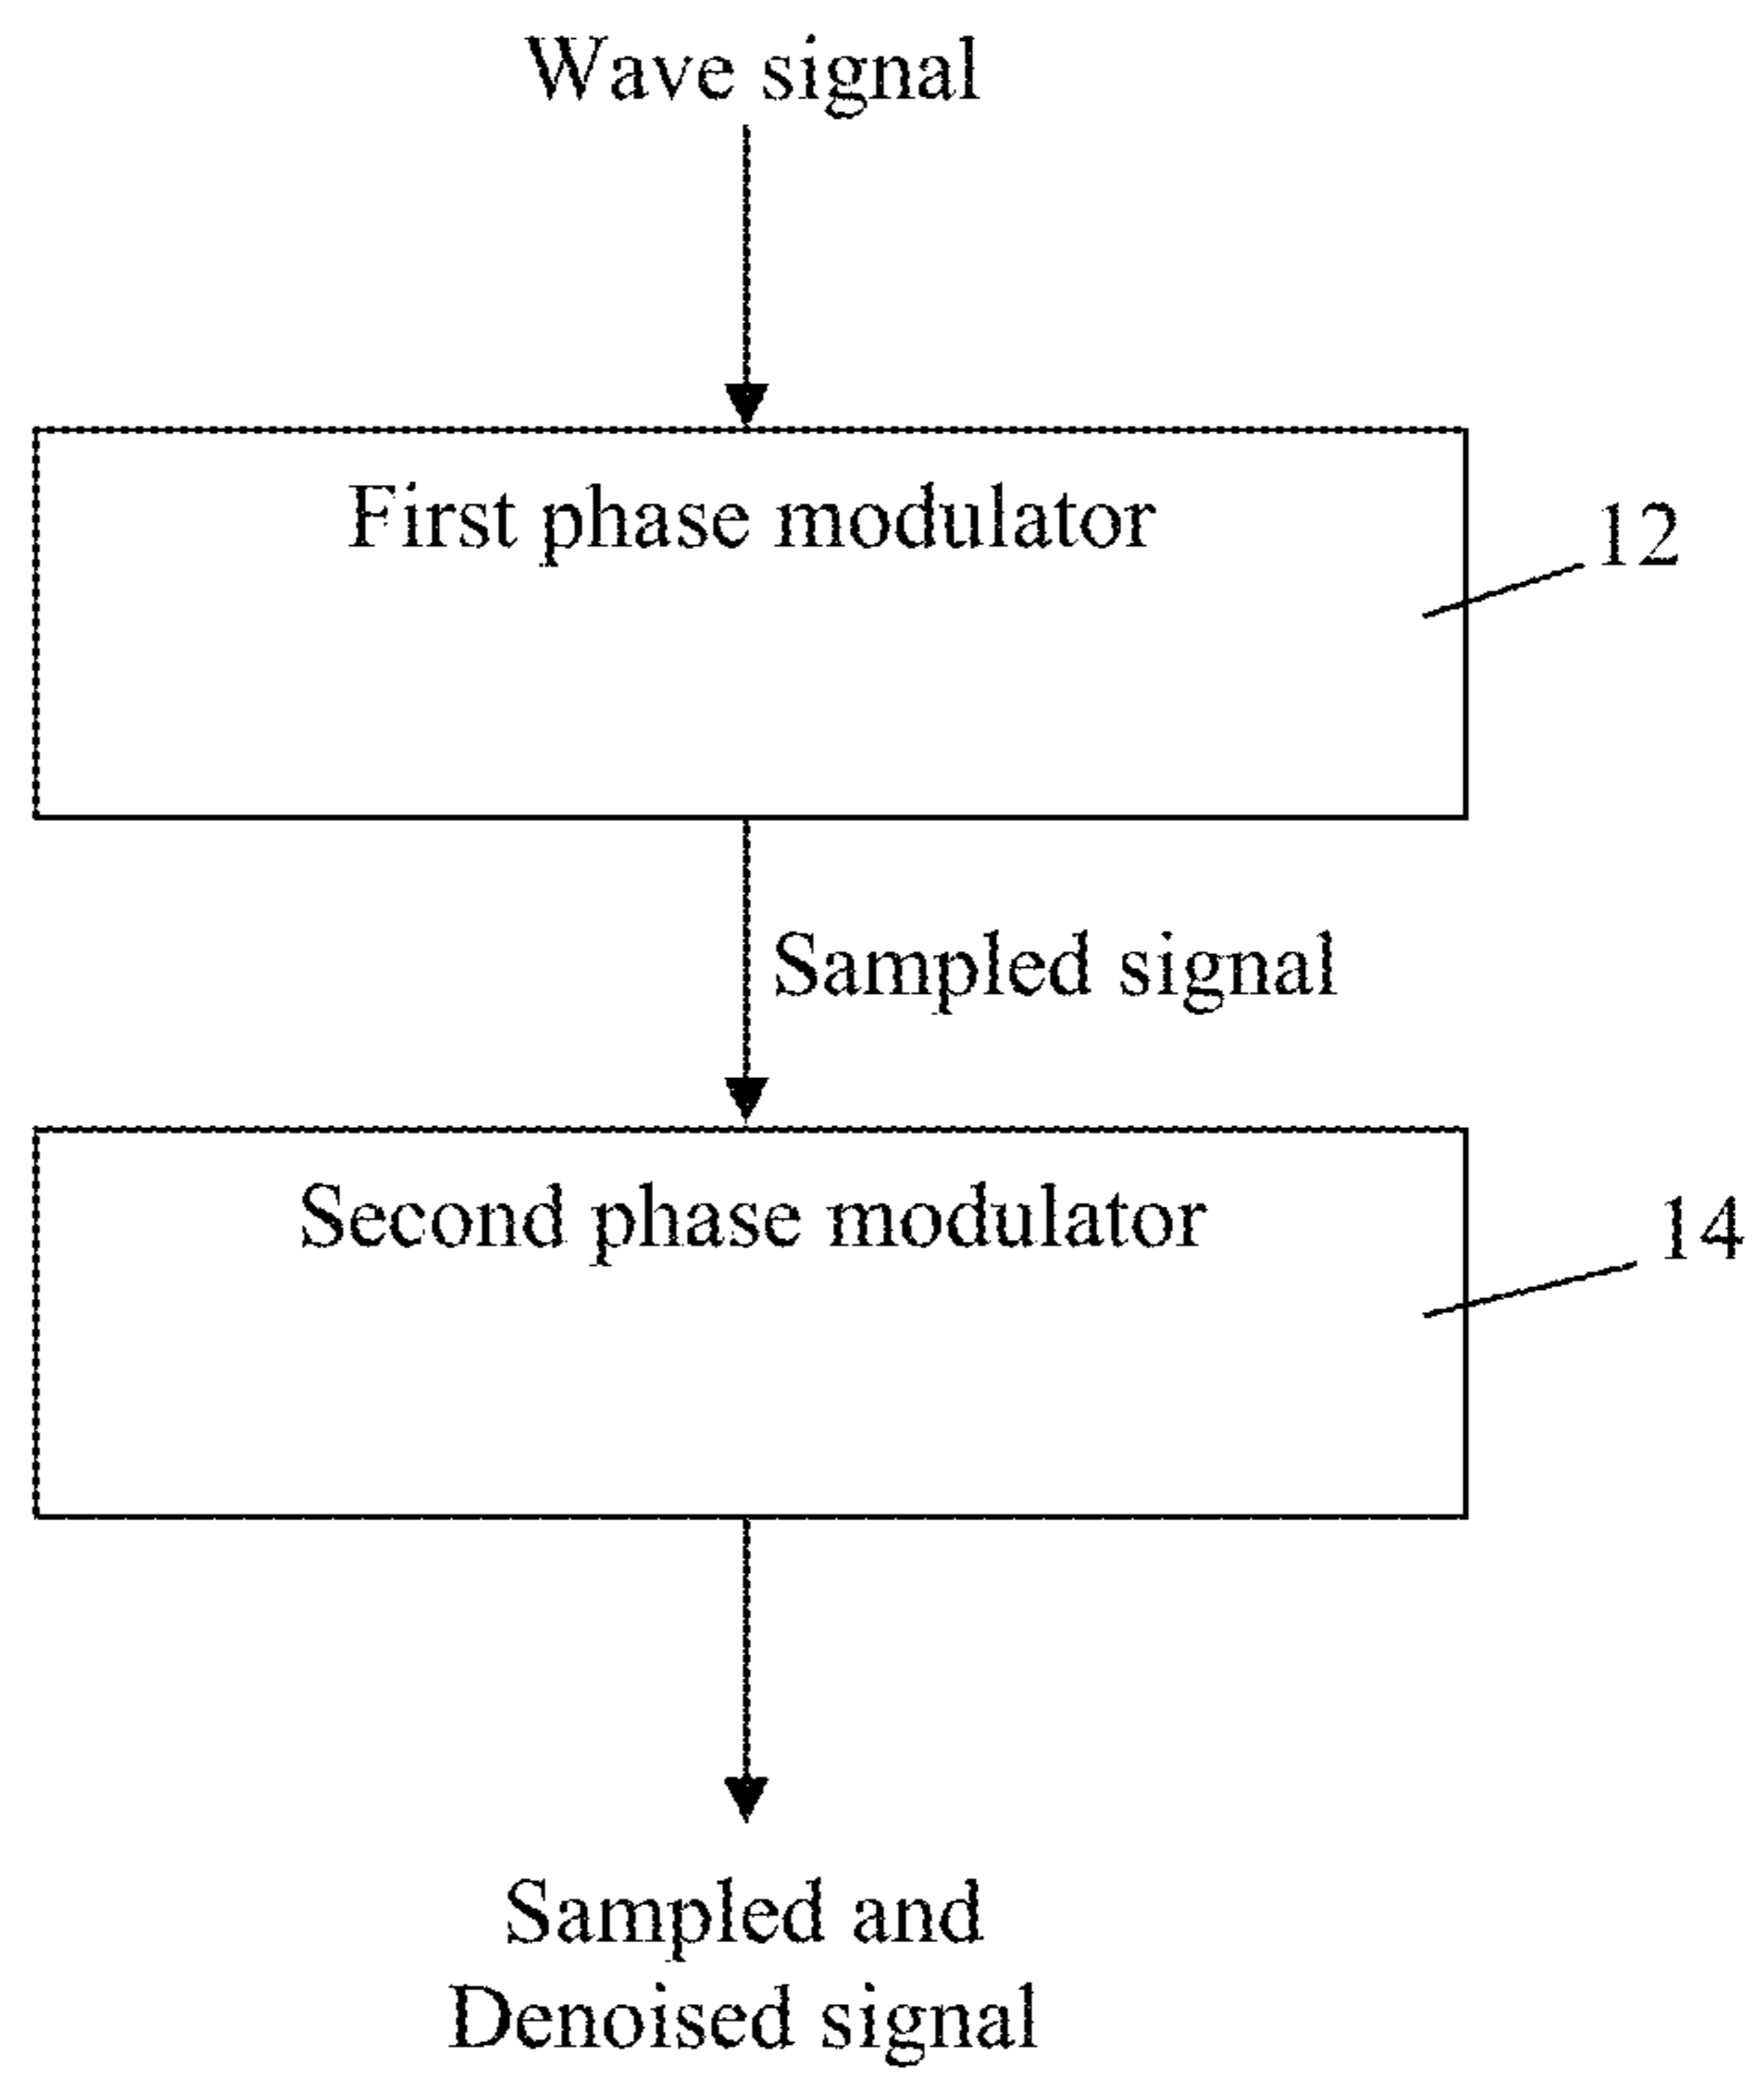 Wave signal
First phase modulator
12
Sampled signal
Second phase modulator
14
Sampled and
Denoised signal